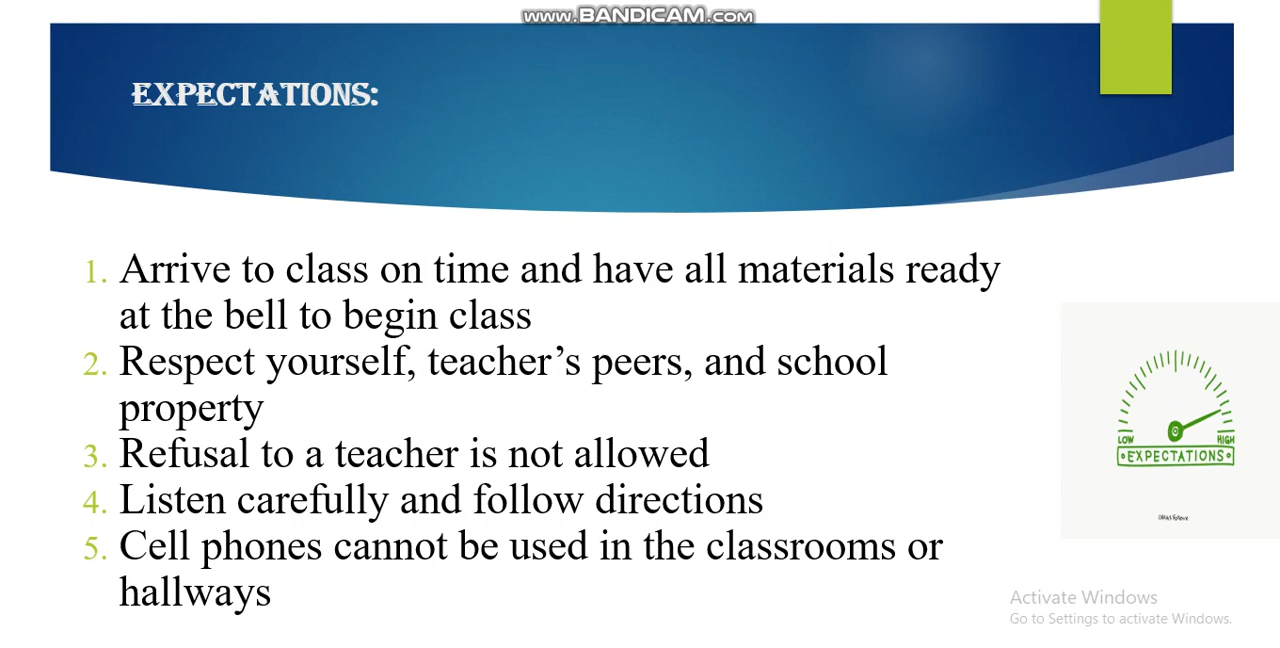 www.BANDICAM.com
EXPECTATIONS:
1. Arrive to class on time and have all materials ready
at the bell to begin class
2. Respect yourself, teacher’s peers, and school
property
3. Refusal to a teacher is not allowed
4. Listen carefully and follow directions
5. Cell phones cannot be used in the classrooms or
hallways
LOW HIGH
EXPECTATIONS
Activate Windows
Go to Settings to activate Windows.